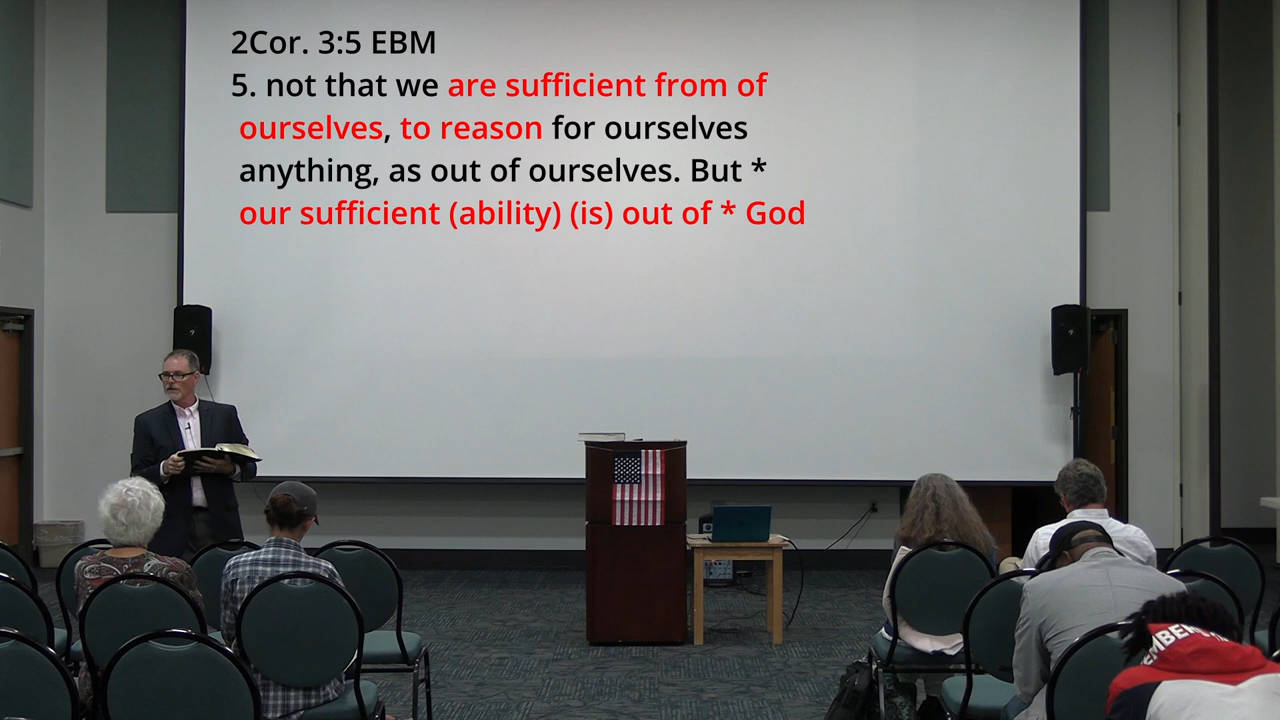 2Cor. 3:5 EBM
5. not that we are sufficient from of
ourselves, to reason for ourselves
anything, as out of ourselves. But *
our sufficient (ability) (is) out of * God